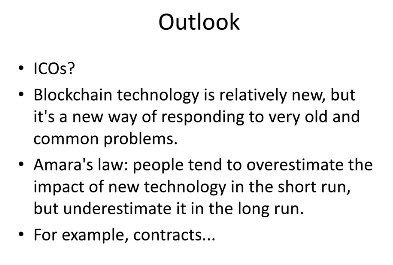 Outlook
• ICOs?
• Blockchain technology is relatively new, but
it's a new way of responding to very old and
common problems.
• Amara's law: people tend to overestimate the
impact of new technology in the short run,
but underestimate it in the long run.
• For example, contracts...